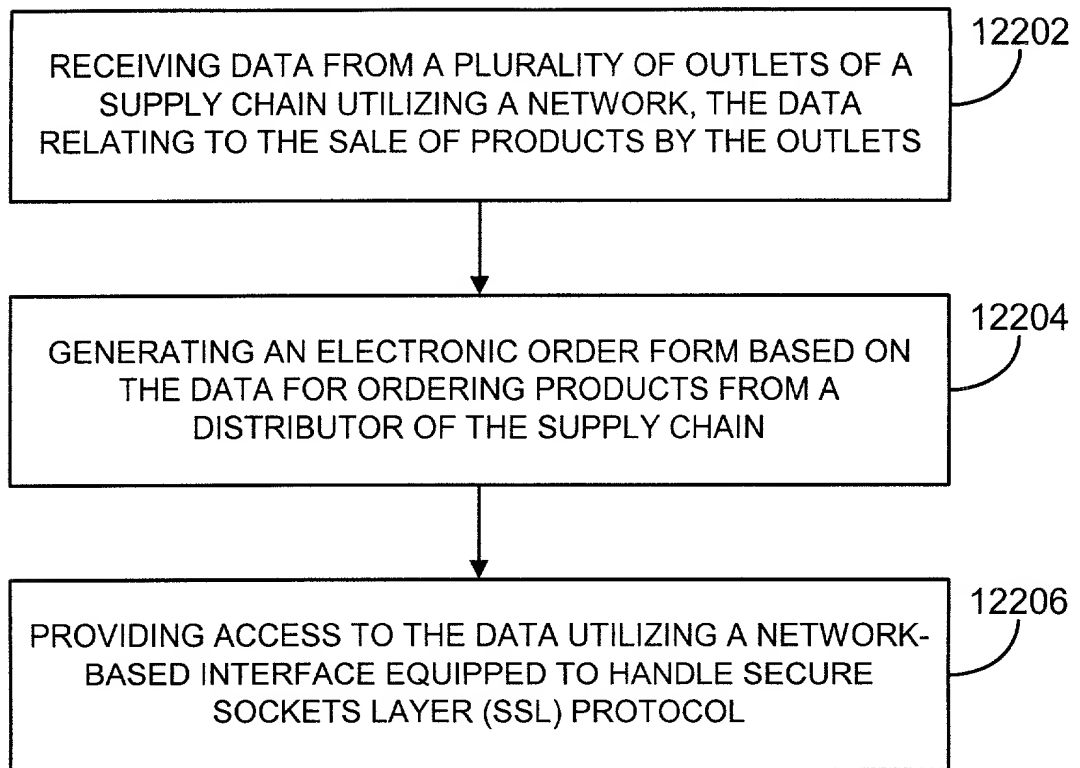 12202
RECEIVING DATA FROM A PLURALITY OF OUTLETS OF A
SUPPLY CHAIN UTILIZING A NETWORK, THE DATA
RELATING TO THE SALE OF PRODUCTS BY THE OUTLETS
12204
GENERATING AN ELECTRONIC ORDER FORM BASED ON
THE DATA FOR ORDERING PRODUCTS FROM A
DISTRIBUTOR OF THE SUPPLY CHAIN
12206
PROVIDING ACCESS TO THE DATA UTILIZING A NETWORK-
BASED INTERFACE EQUIPPED TO HANDLE SECURE
SOCKETS LAYER (SSL) PROTOCOL